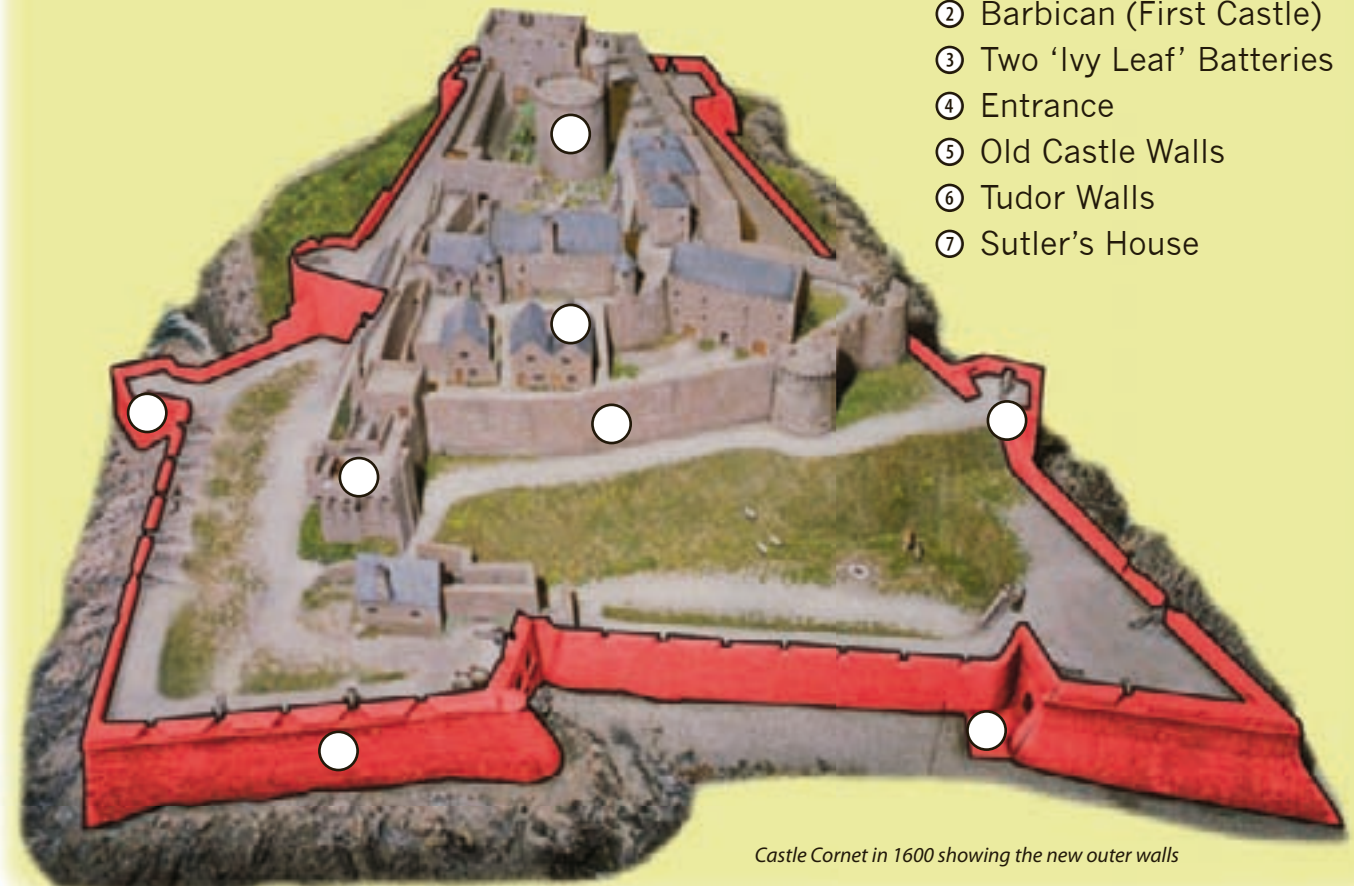 ② Barbican (First Castle)
③ Two ‘Ivy Leaf’ Batteries
④ Entrance
⑤ Old Castle Walls
⑥ Tudor Walls
⑦ Sutler’s House
Castle Cornet in 1600 showing the new outer walls